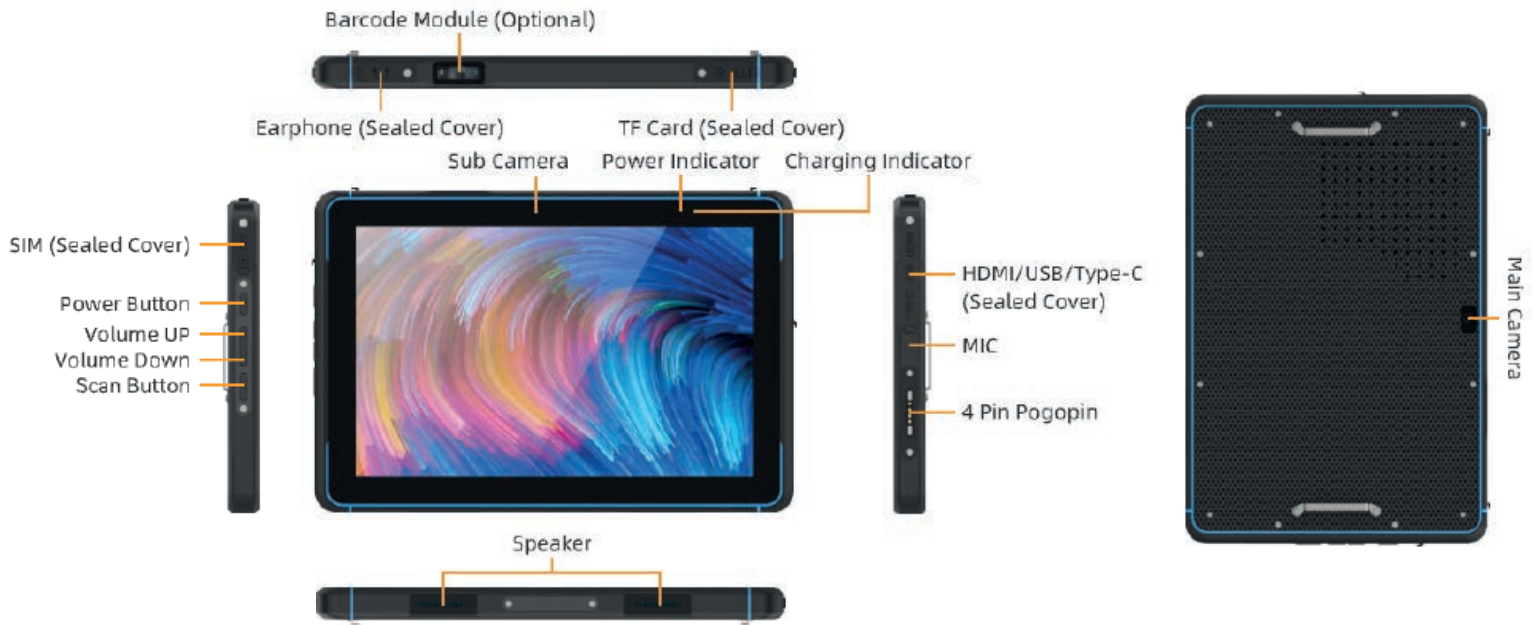 Barcode Module (Optional)
Earphone (Sealed Cover)
TF Card (Sealed Cover)
Sub Camera
Power Indicator
Charging Indicator
SIM (Sealed Cover)
Power Button
Volume UP
Volume Down
Scan Button
HDMI/USB/Type-C
(Sealed Cover)
MIC
4 Pin Pogopin
Main Camera
Speaker